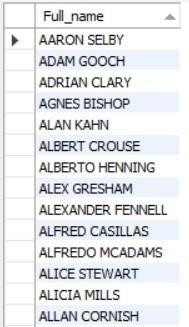 Full_name
AARON SELBY
ADAM GOOCH
ADRIAN CLARY
AGNES BISHOP
ALAN KAHN
ALBERT CROUSE
ALBERTO HENNING
ALEX GRESHAM
ALEXANDER FENNELL
ALFRED CASILLAS
ALFREDO MCADAMS
ALICE STEWART
ALICIA MILLS
ALLAN CORNISH